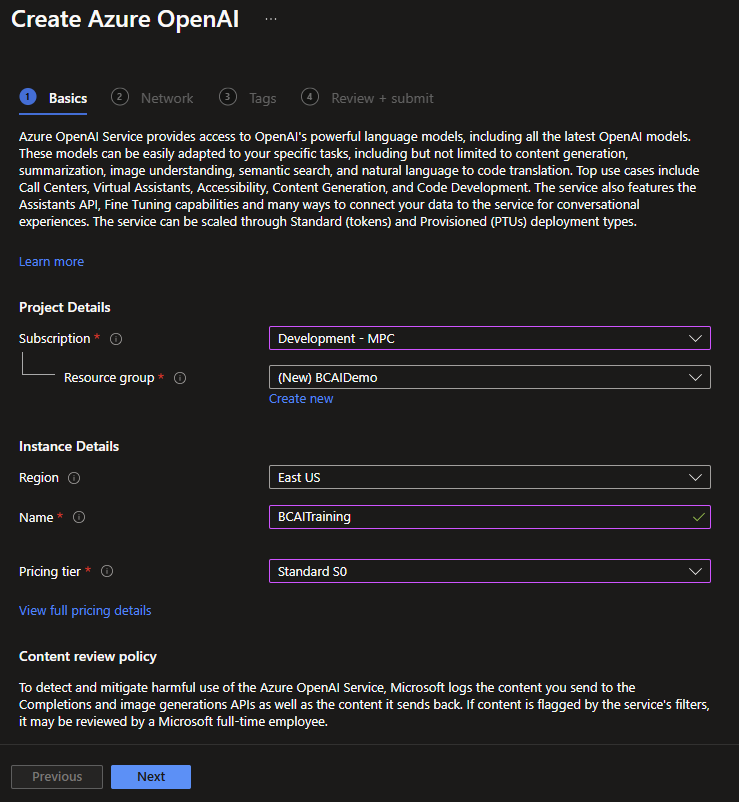 Create Azure OpenAI ...
1 Basics 2 Network 3 Tags 4 Review + submit
Azure OpenAI Service provides access to OpenAI's powerful language models, including all the latest OpenAI models.
These models can be easily adapted to your specific tasks, including but not limited to content generation,
summarization, image understanding, semantic search, and natural language to code translation. Top use cases include
Call Centers, Virtual Assistants, Accessibility, Content Generation, and Code Development. The service also features the
Assistants API, Fine Tuning capabilities and many ways to connect your data to the service for conversational
experiences. The service can be scaled through Standard (tokens) and Provisioned (PTUs) deployment types.
Learn more
Project Details
Subscription * Development - MPC
Resource group * (New) BCAIDemo
Create new
Instance Details
Region East US
Name * BCAITraining
Pricing tier * Standard S0
View full pricing details
Content review policy
To detect and mitigate harmful use of the Azure OpenAI Service, Microsoft logs the content you send to the
Completions and image generations APIs as well as the content it sends back. If content is flagged by the service's filters,
it may be reviewed by a Microsoft full-time employee.
Previous Next